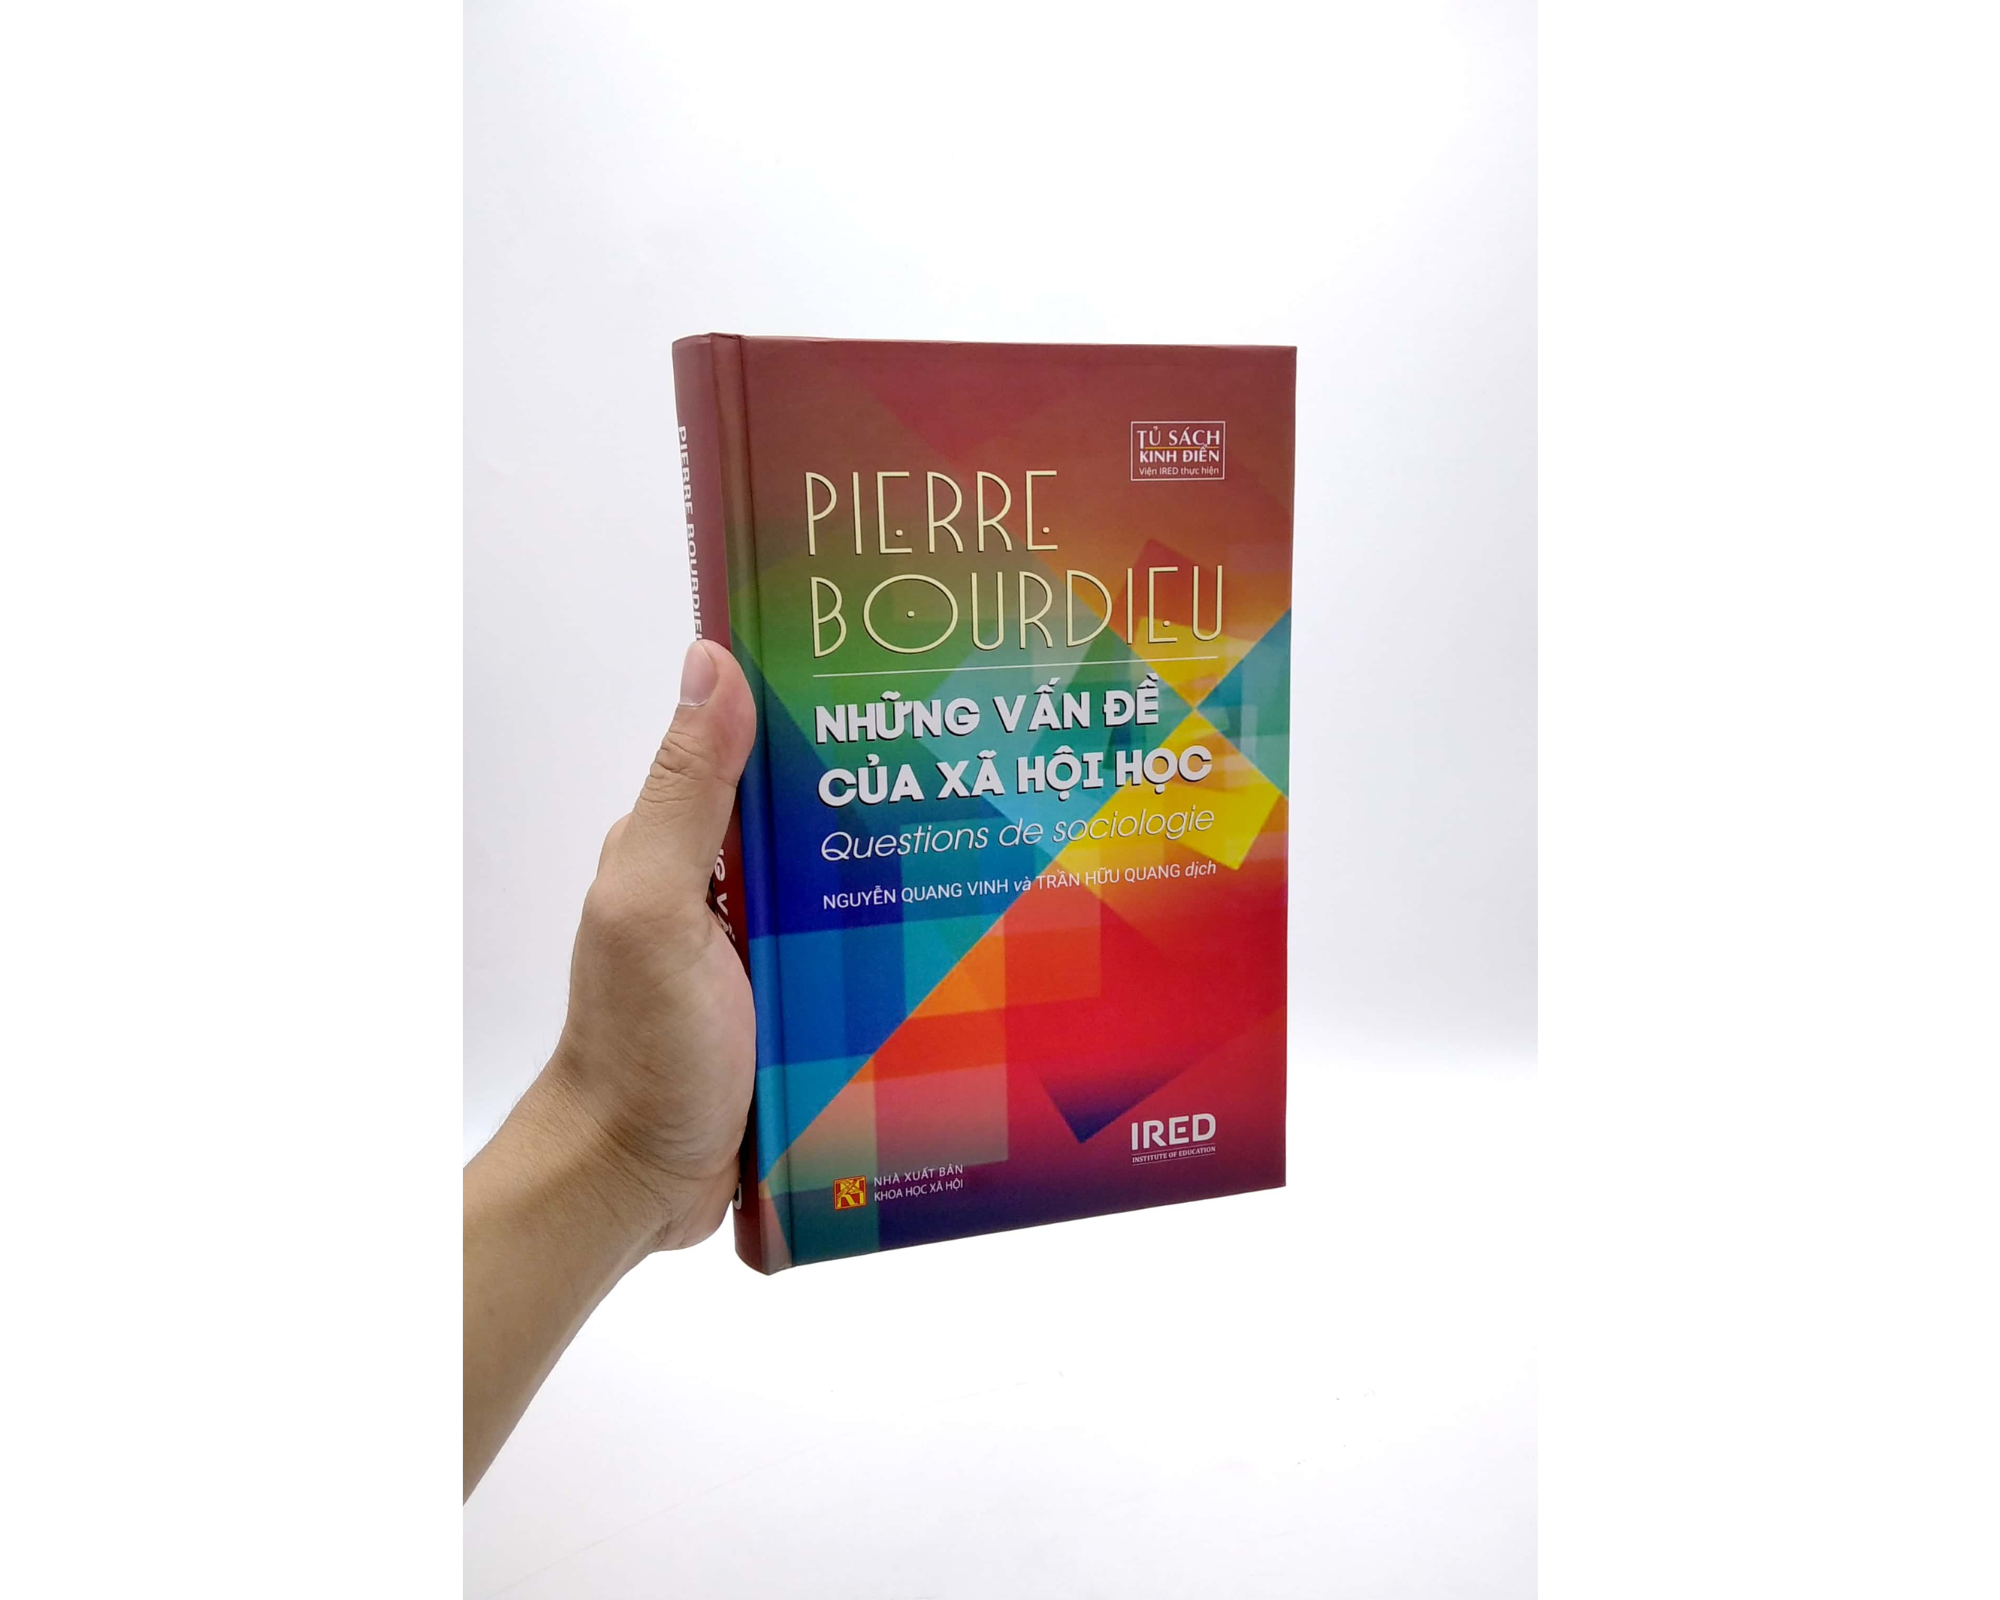 TỦ SÁCH
KINH ĐIỂN
Viện IRED thực hiện
PIERRE
BOURDIEU
NHỮNG VẤN ĐỀ
CỦA XÃ HỘI HỌC
Questions de sociologie
NGUYỄN QUANG VINH và TRẦN HỮU QUANG dịch
IRED
INSTITUTE OF EDUCATION
NHÀ XUẤT BẢN
KHOA HỌC XÃ HỘI
PIERRE BOURDIEU